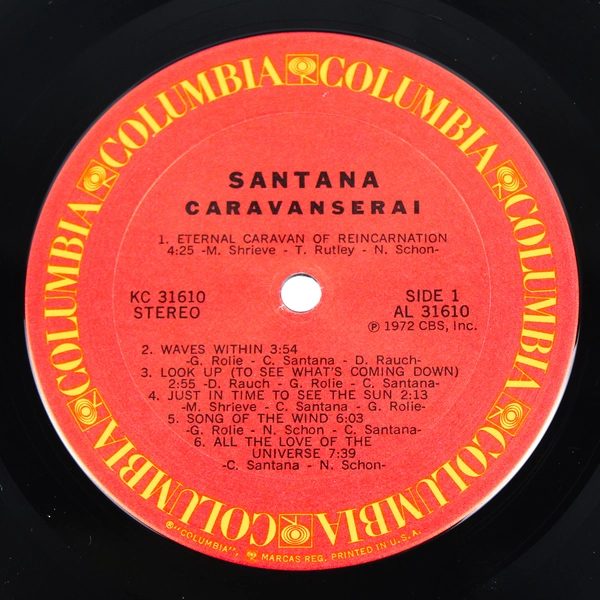 COLUMBIA COLUMBIA COLUMBIA COLUMBIA COLUMBIA COLUMBIA
SANTANA
CARAVANSERAI
1. ETERNAL CARAVAN OF REINCARNATION
4:25 -M. Shrieve - T. Rutley - N. Schon-
KC 31610
STEREO
SIDE 1
AL 31610
℗ 1972 CBS, Inc.
2. WAVES WITHIN 3:54
-G. Rolie - C. Santana - D. Rauch-
3. LOOK UP (TO SEE WHAT'S COMING DOWN)
2:55 -D. Rauch - G. Rolie - C. Santana-
4. JUST IN TIME TO SEE THE SUN 2:13
-M. Shrieve - C. Santana - G. Rolie-
5. SONG OF THE WIND 6:03
-G. Rolie - N. Schon - C. Santana-
6. ALL THE LOVE OF THE
UNIVERSE 7:39
-C. Santana - N. Schon-
®"COLUMBIA", MARCAS REG. PRINTED IN U.S.A.